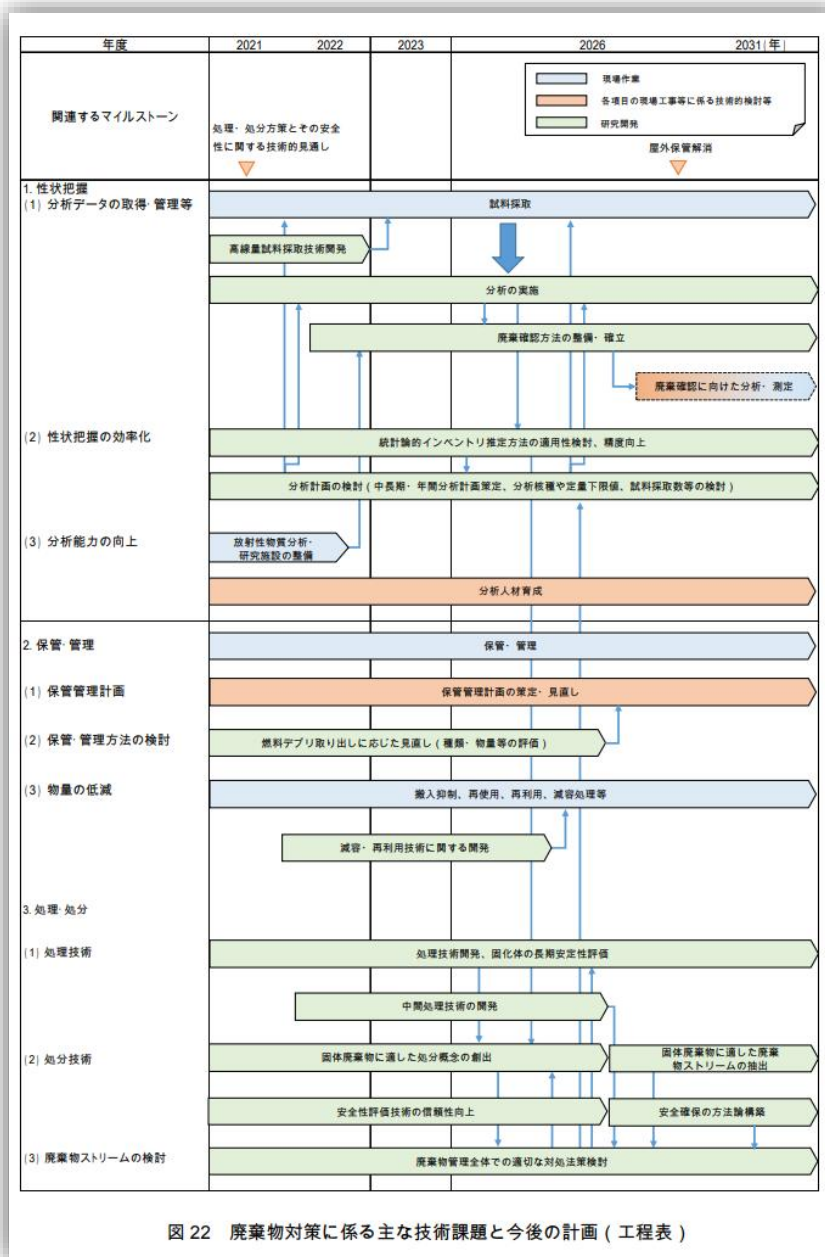 年度 2021 2022 2023 2026 2031(年)
現場作業
各項目の現場工事等に係る技術的検討等
研究開発
関連するマイルストーン
処理・処分方策とその安全
性に関する技術的見通し
屋外保管解消
1. 性状把握
(1) 分析データの取得・管理等
試料採取
高線量試料採取技術開発
分析の実施
廃棄確認方法の整備・確立
廃棄確認に向けた分析・測定
(2) 性状把握の効率化
統計論的インベントリ推定方法の適用性検討、精度向上
分析計画の検討(中長期・年間分析計画策定、分析核種や定量下限値、試料採取数等の検討)
(3) 分析能力の向上
放射性物質分析・
研究施設の整備
分析人材育成
2. 保管・管理
保管・管理
(1) 保管管理計画
保管管理計画の策定・見直し
(2) 保管・管理方法の検討
燃料デブリ取り出しに応じた見直し(種類・物量等の評価)
(3) 物量の低減
搬入抑制、再使用、再利用、減容処理等
減容・再利用技術に関する開発
3. 処理・処分
(1) 処理技術
処理技術開発、固化体の長期安定性評価
中間処理技術の開発
(2) 処分技術
固体廃棄物に適した処分概念の創出
固体廃棄物に適した廃棄
物ストリームの抽出
安全性評価技術の信頼性向上
安全確保の方法論構築
(3) 廃棄物ストリームの検討
廃棄物管理全体での適切な対処法策検討
図 22 廃棄物対策に係る主な技術課題と今後の計画(工程表)